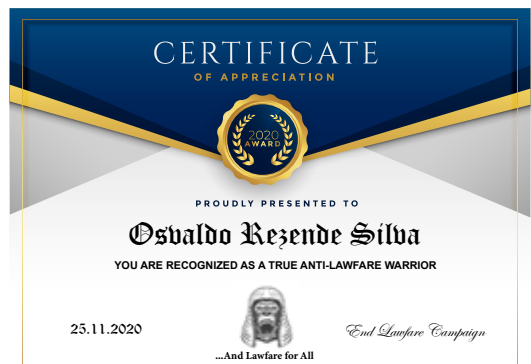 CERTIFICATE
OF APPRECIATION
2020
AWARD
PROUDLY PRESENTED TO
Osvaldo Rezende Silva
YOU ARE RECOGNIZED AS A TRUE ANTI-LAWFARE WARRIOR
25.11.2020
End Lawfare Campaign
...And Lawfare for All